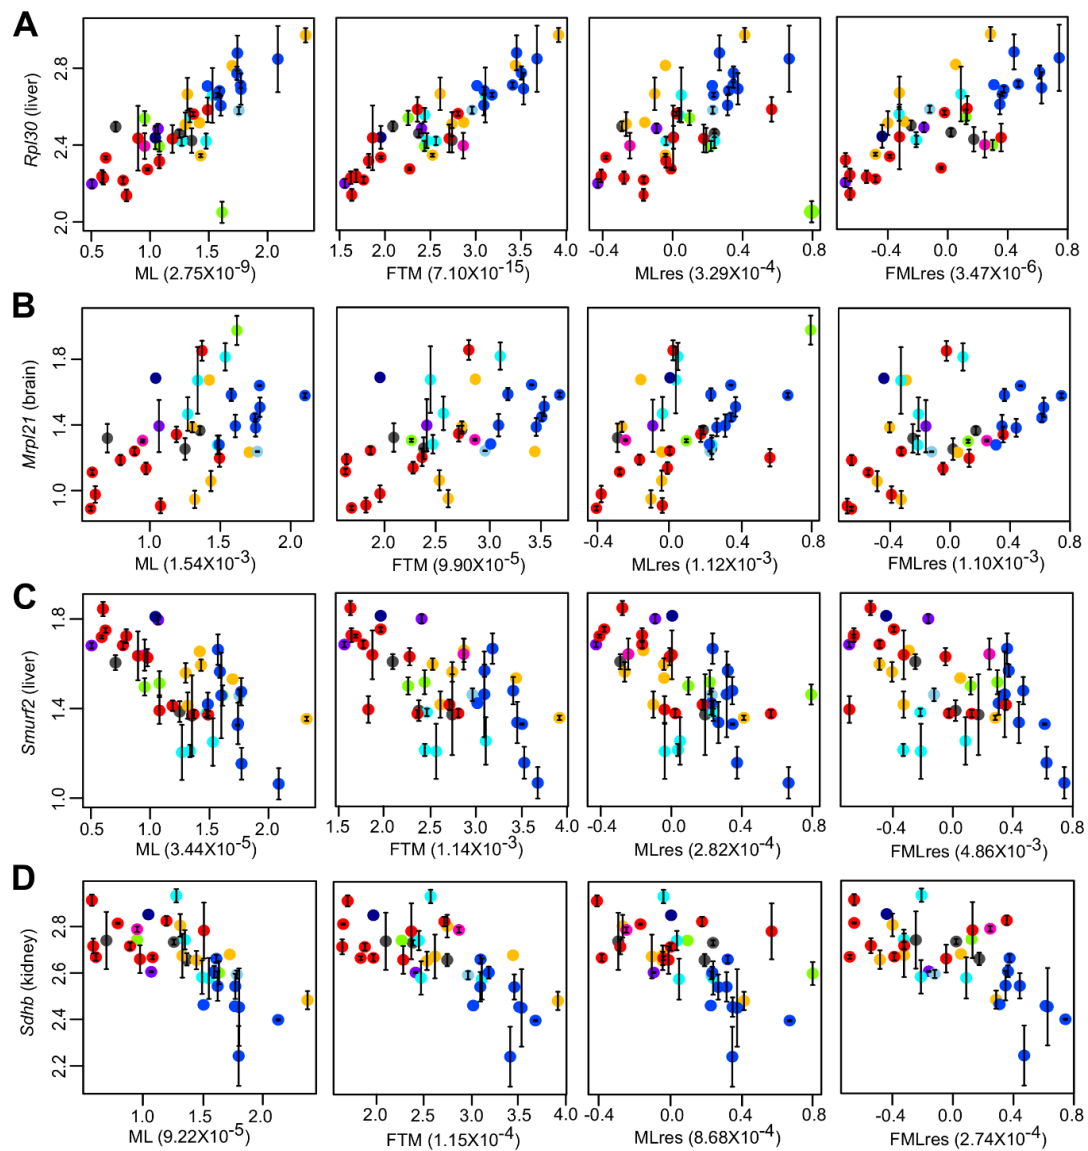 A
Rpl30 (liver)
2.8
2.4
2.0
0.5 1.0 1.5 2.0
ML (2.75X10-9)
1.5 2.0 2.5 3.0 3.5 4.0
FTM (7.10X10-15)
-0.4 0.0 0.4 0.8
MLres (3.29X10-4)
-0.4 0.0 0.4 0.8
FMLres (3.47X10-6)
B
Mrpl21 (brain)
1.8
1.4
1.0
1.0 1.5 2.0
ML (1.54X10-3)
2.0 2.5 3.0 3.5
FTM (9.90X10-5)
-0.4 0.0 0.4 0.8
MLres (1.12X10-3)
-0.4 0.0 0.4 0.8
FMLres (1.10X10-3)
C
Smurf2 (liver)
1.8
1.4
1.0
0.5 1.0 1.5 2.0
ML (3.44X10-5)
1.5 2.0 2.5 3.0 3.5 4.0
FTM (1.14X10-3)
-0.4 0.0 0.4 0.8
MLres (2.82X10-4)
-0.4 0.0 0.4 0.8
FMLres (4.86X10-3)
D
Sdhb (kidney)
2.8
2.6
2.4
2.2
1.0 1.5 2.0
ML (9.22X10-5)
2.0 2.5 3.0 3.5 4.0
FTM (1.15X10-4)
-0.4 0.0 0.4 0.8
MLres (8.68X10-4)
-0.4 0.0 0.4 0.8
FMLres (2.74X10-4)